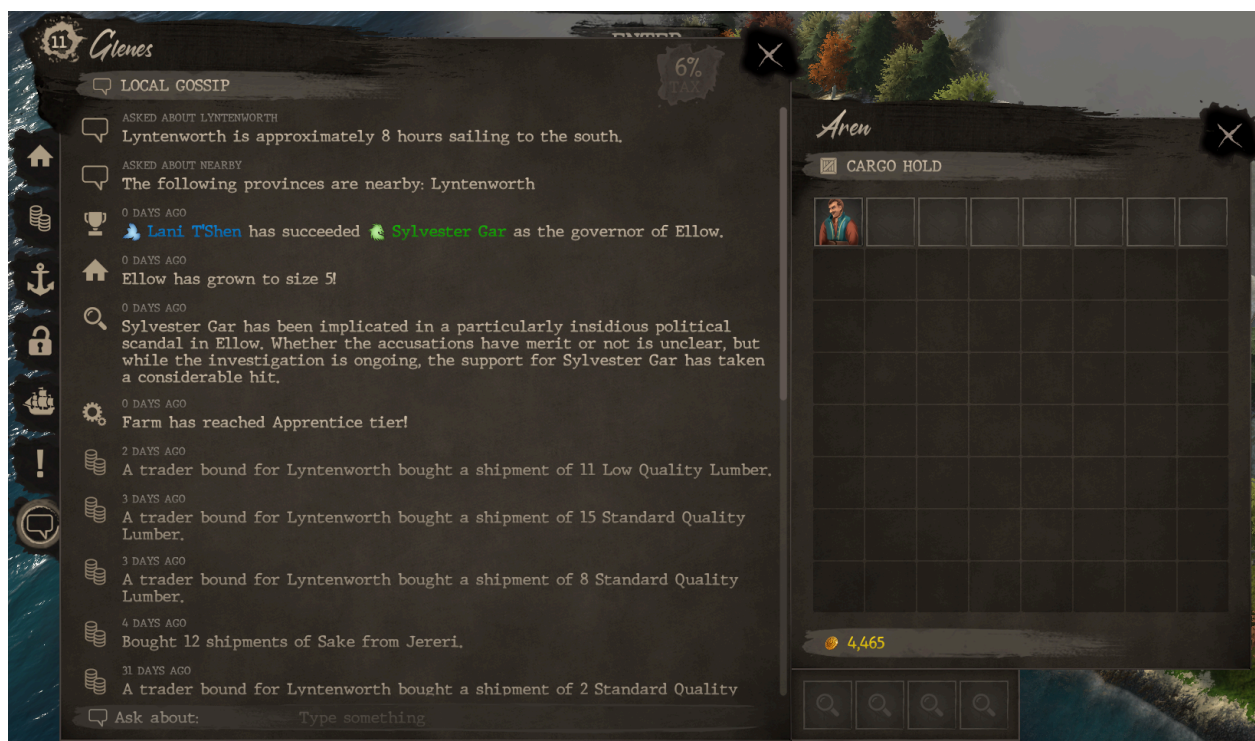 11
Glenes
ENTER
6%
TAX
LOCAL GOSSIP
ASKED ABOUT LYNTENWORTH
Lyntenworth is approximately 8 hours sailing to the south.
ASKED ABOUT NEARBY
The following provinces are nearby: Lyntenworth
0 DAYS AGO
Lani T'Shen has succeeded Sylvester Gar as the governor of Ellow.
0 DAYS AGO
Ellow has grown to size 5!
0 DAYS AGO
Sylvester Gar has been implicated in a particularly insidious political
scandal in Ellow. Whether the accusations have merit or not is unclear, but
while the investigation is ongoing, the support for Sylvester Gar has taken
a considerable hit.
0 DAYS AGO
Farm has reached Apprentice tier!
2 DAYS AGO
A trader bound for Lyntenworth bought a shipment of 11 Low Quality Lumber.
3 DAYS AGO
A trader bound for Lyntenworth bought a shipment of 15 Standard Quality
Lumber.
3 DAYS AGO
A trader bound for Lyntenworth bought a shipment of 8 Standard Quality
Lumber.
4 DAYS AGO
Bought 12 shipments of Sake from Jereri.
31 DAYS AGO
A trader bound for Lyntenworth bought a shipment of 2 Standard Quality
Ask about:
Type something
Aren
CARGO HOLD
4,465